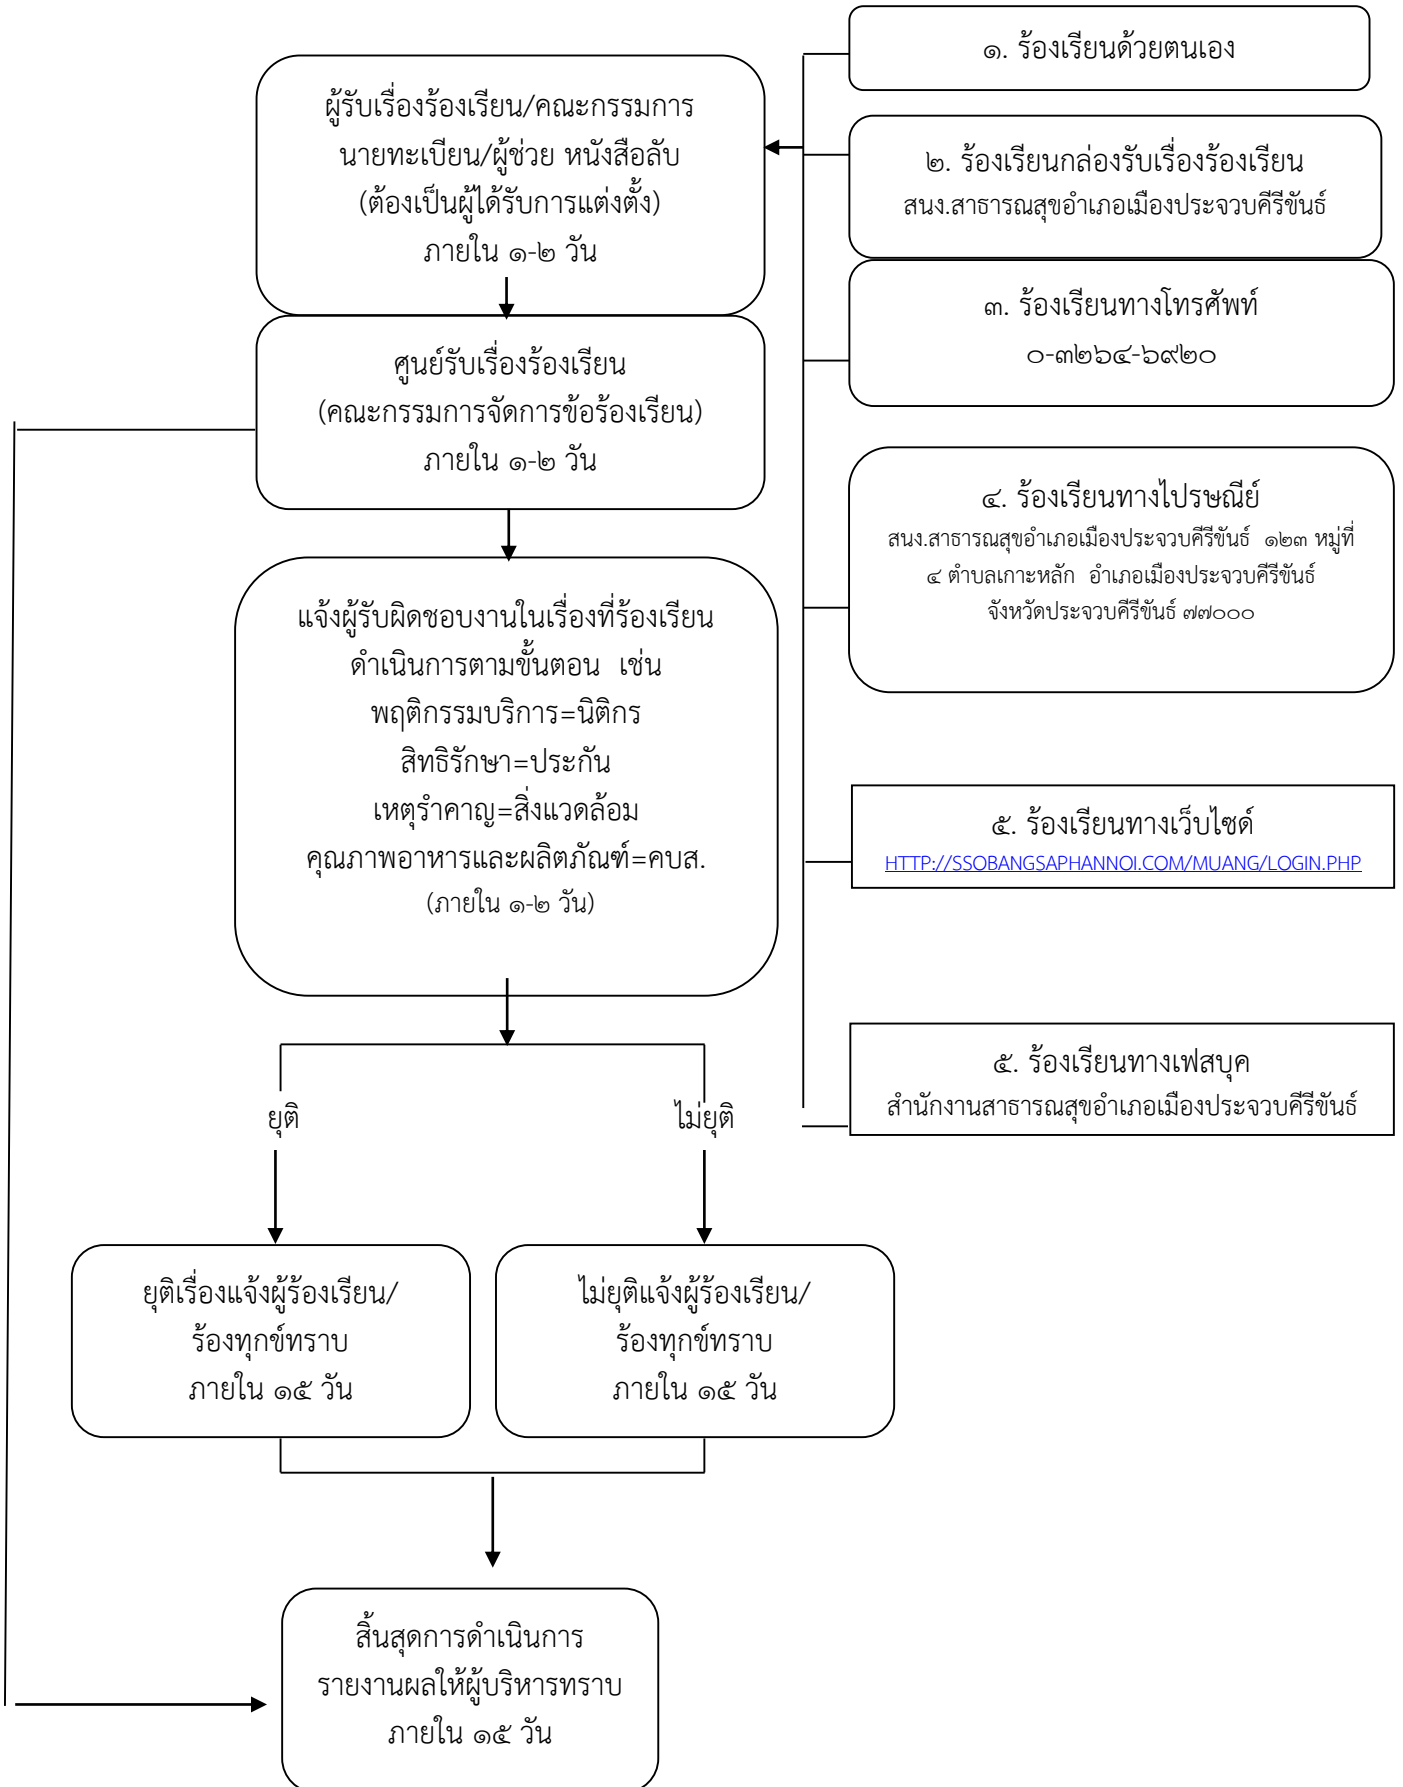 ๑. ร้องเรียนด้วยตนเอง
ผู้รับเรื่องร้องเรียน/คณะกรรมการ
นายทะเบียน/ผู้ช่วย หนังสือลับ
(ต้องเป็นผู้ได้รับการแต่งตั้ง)
ภายใน ๑-๒ วัน
๒. ร้องเรียนกล่องรับเรื่องร้องเรียน
สนง.สาธารณสุขอำเภอเมืองประจวบคีรีขันธ์
๓. ร้องเรียนทางโทรศัพท์
๐-๓๒๖๔-๖๙๒๐
ศูนย์รับเรื่องร้องเรียน
(คณะกรรมการจัดการข้อร้องเรียน)
ภายใน ๑-๒ วัน
๔. ร้องเรียนทางไปรษณีย์
สนง.สาธารณสุขอำเภอเมืองประจวบคีรีขันธ์ ๑๒๓ หมู่ที่
๔ ตำบลเกาะหลัก อำเภอเมืองประจวบคีรีขันธ์
จังหวัดประจวบคีรีขันธ์ ๗๗๐๐๐
แจ้งผู้รับผิดชอบงานในเรื่องที่ร้องเรียน
ดำเนินการตามขั้นตอน เช่น
พฤติกรรมบริการ=นิติกร
สิทธิรักษา=ประกัน
เหตุรำคาญ=สิ่งแวดล้อม
คุณภาพอาหารและผลิตภัณฑ์=คบส.
(ภายใน ๑-๒ วัน)
๕. ร้องเรียนทางเว็บไซด์
HTTP://SSOBANGSAPHANNOI.COM/MUANG/LOGIN.PHP
๕. ร้องเรียนทางเฟสบุค
สำนักงานสาธารณสุขอำเภอเมืองประจวบคีรีขันธ์
ยุติ
ไม่ยุติ
ยุติเรื่องแจ้งผู้ร้องเรียน/
ร้องทุกข์ทราบ
ภายใน ๑๕ วัน
ไม่ยุติแจ้งผู้ร้องเรียน/
ร้องทุกข์ทราบ
ภายใน ๑๕ วัน
สิ้นสุดการดำเนินการ
รายงานผลให้ผู้บริหารทราบ
ภายใน ๑๕ วัน